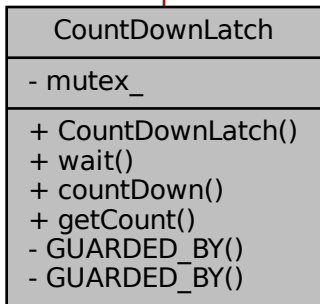 CountDownLatch
- mutex_
+ CountDownLatch()
+ wait()
+ countDown()
+ getCount()
- GUARDED_BY()
- GUARDED_BY()